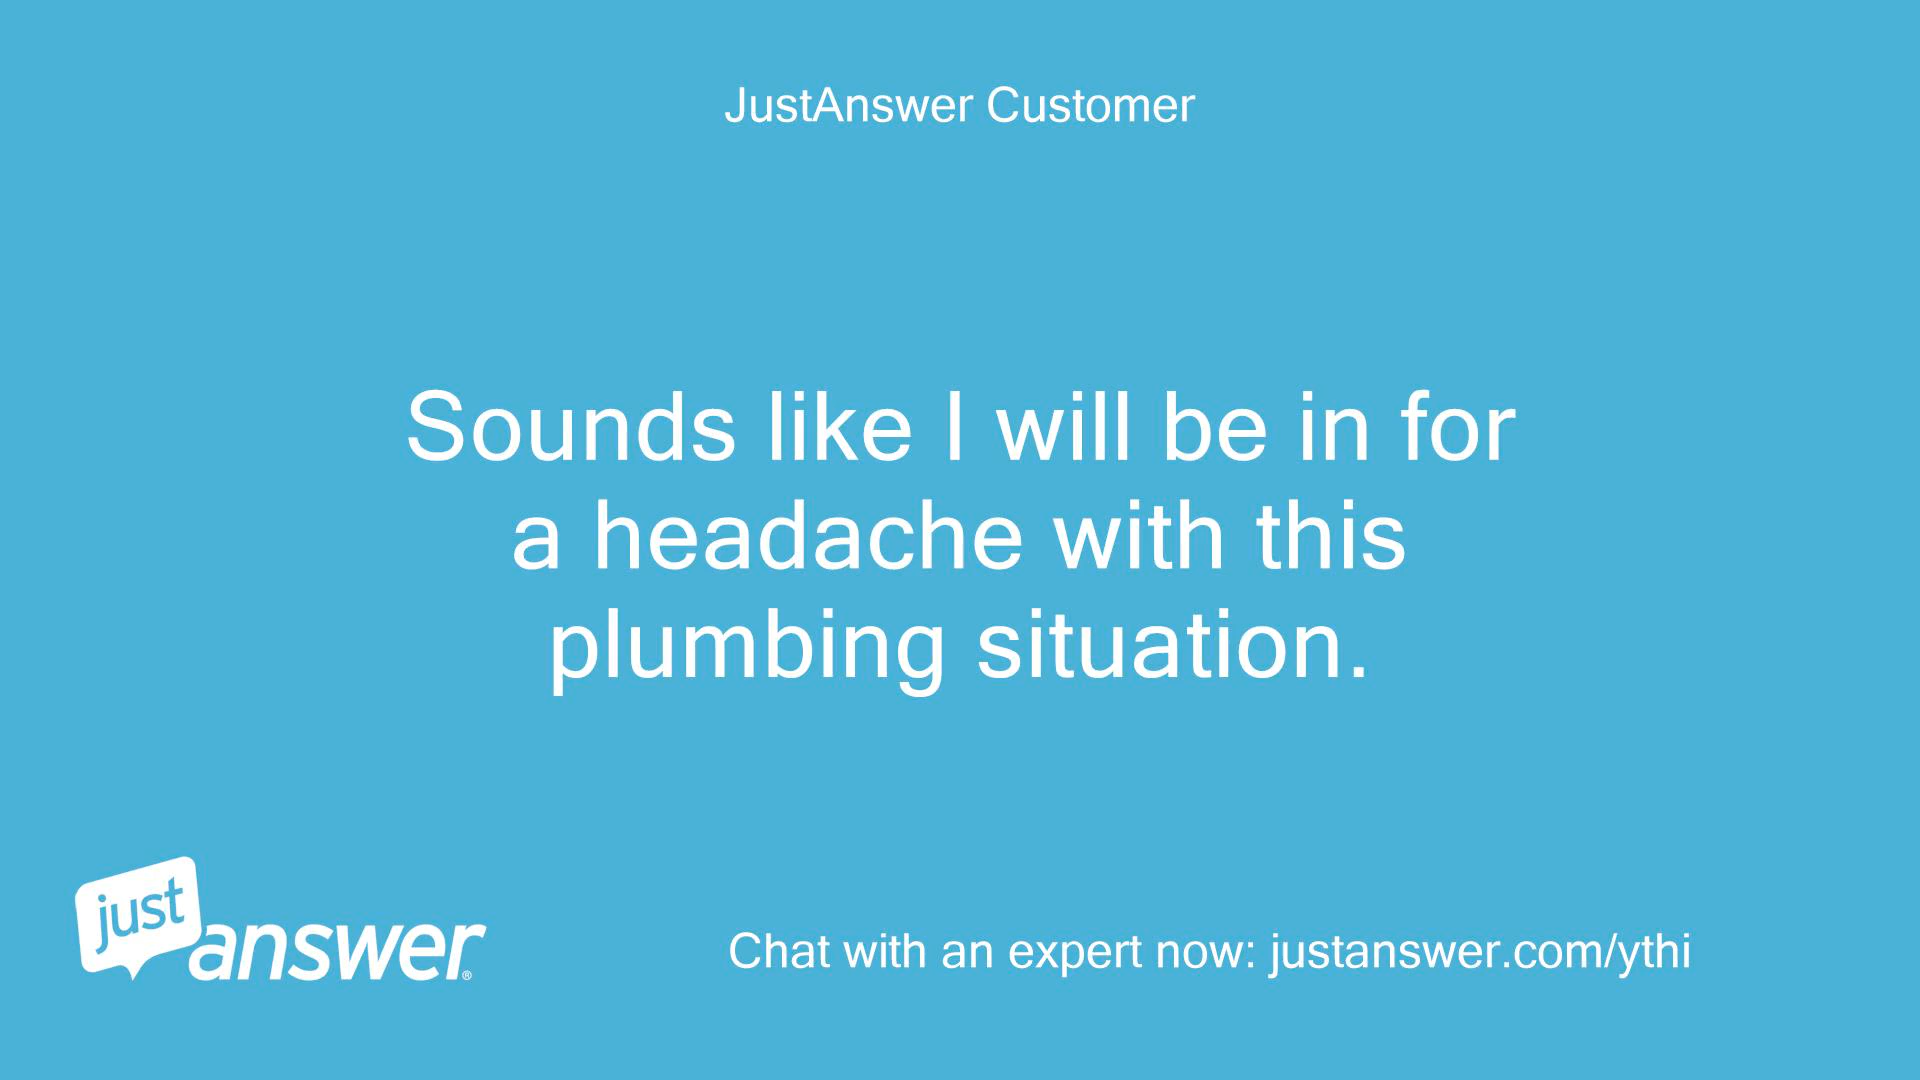 JustAnswer Customer
Sounds like I will be in for
a headache with this
plumbing situation.
just
answer®
Chat with an expert now: justanswer.com/ythi